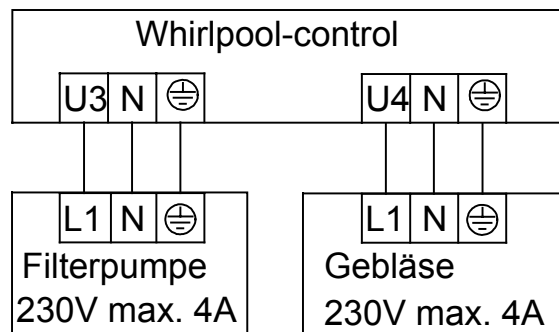 Whirlpool-control
U3 N U4 N
L1 N L1 N
Filterpumpe Gebläse
230V max. 4A 230V max. 4A